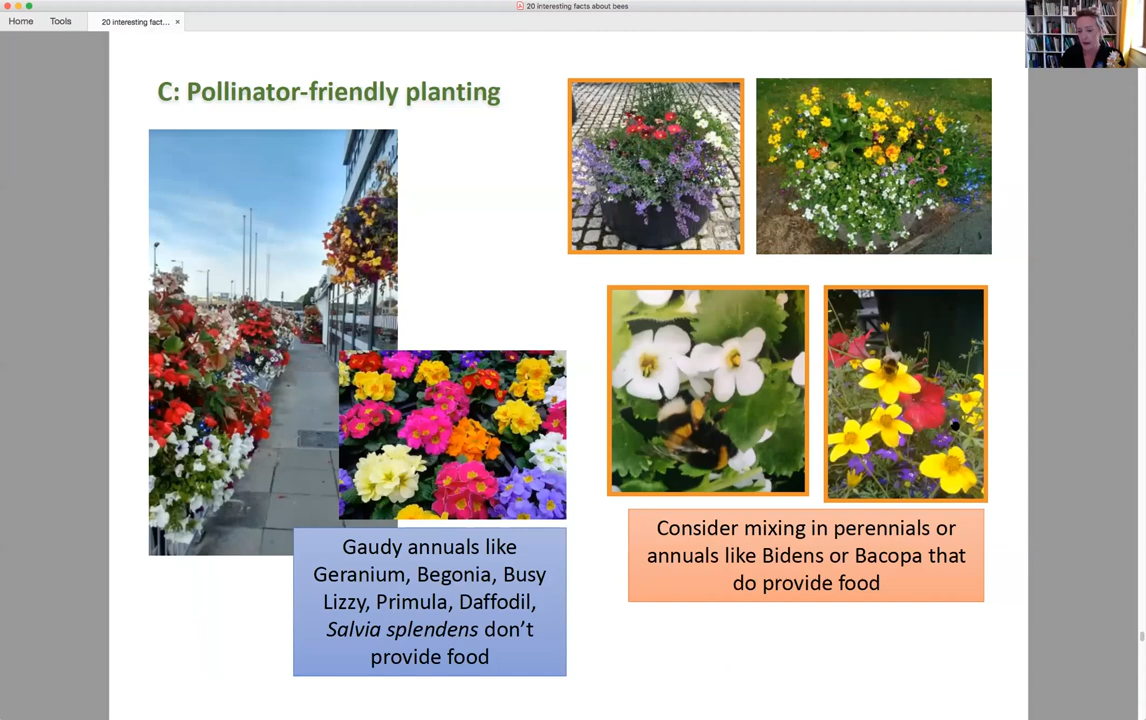 20 interesting facts about bees
Home
Tools
20 interesting fact...
×
C: Pollinator-friendly planting
Gaudy annuals like
Geranium, Begonia, Busy
Lizzy, Primula, Daffodil,
Salvia splendens don’t
provide food
Consider mixing in perennials or
annuals like Bidens or Bacopa that
do provide food